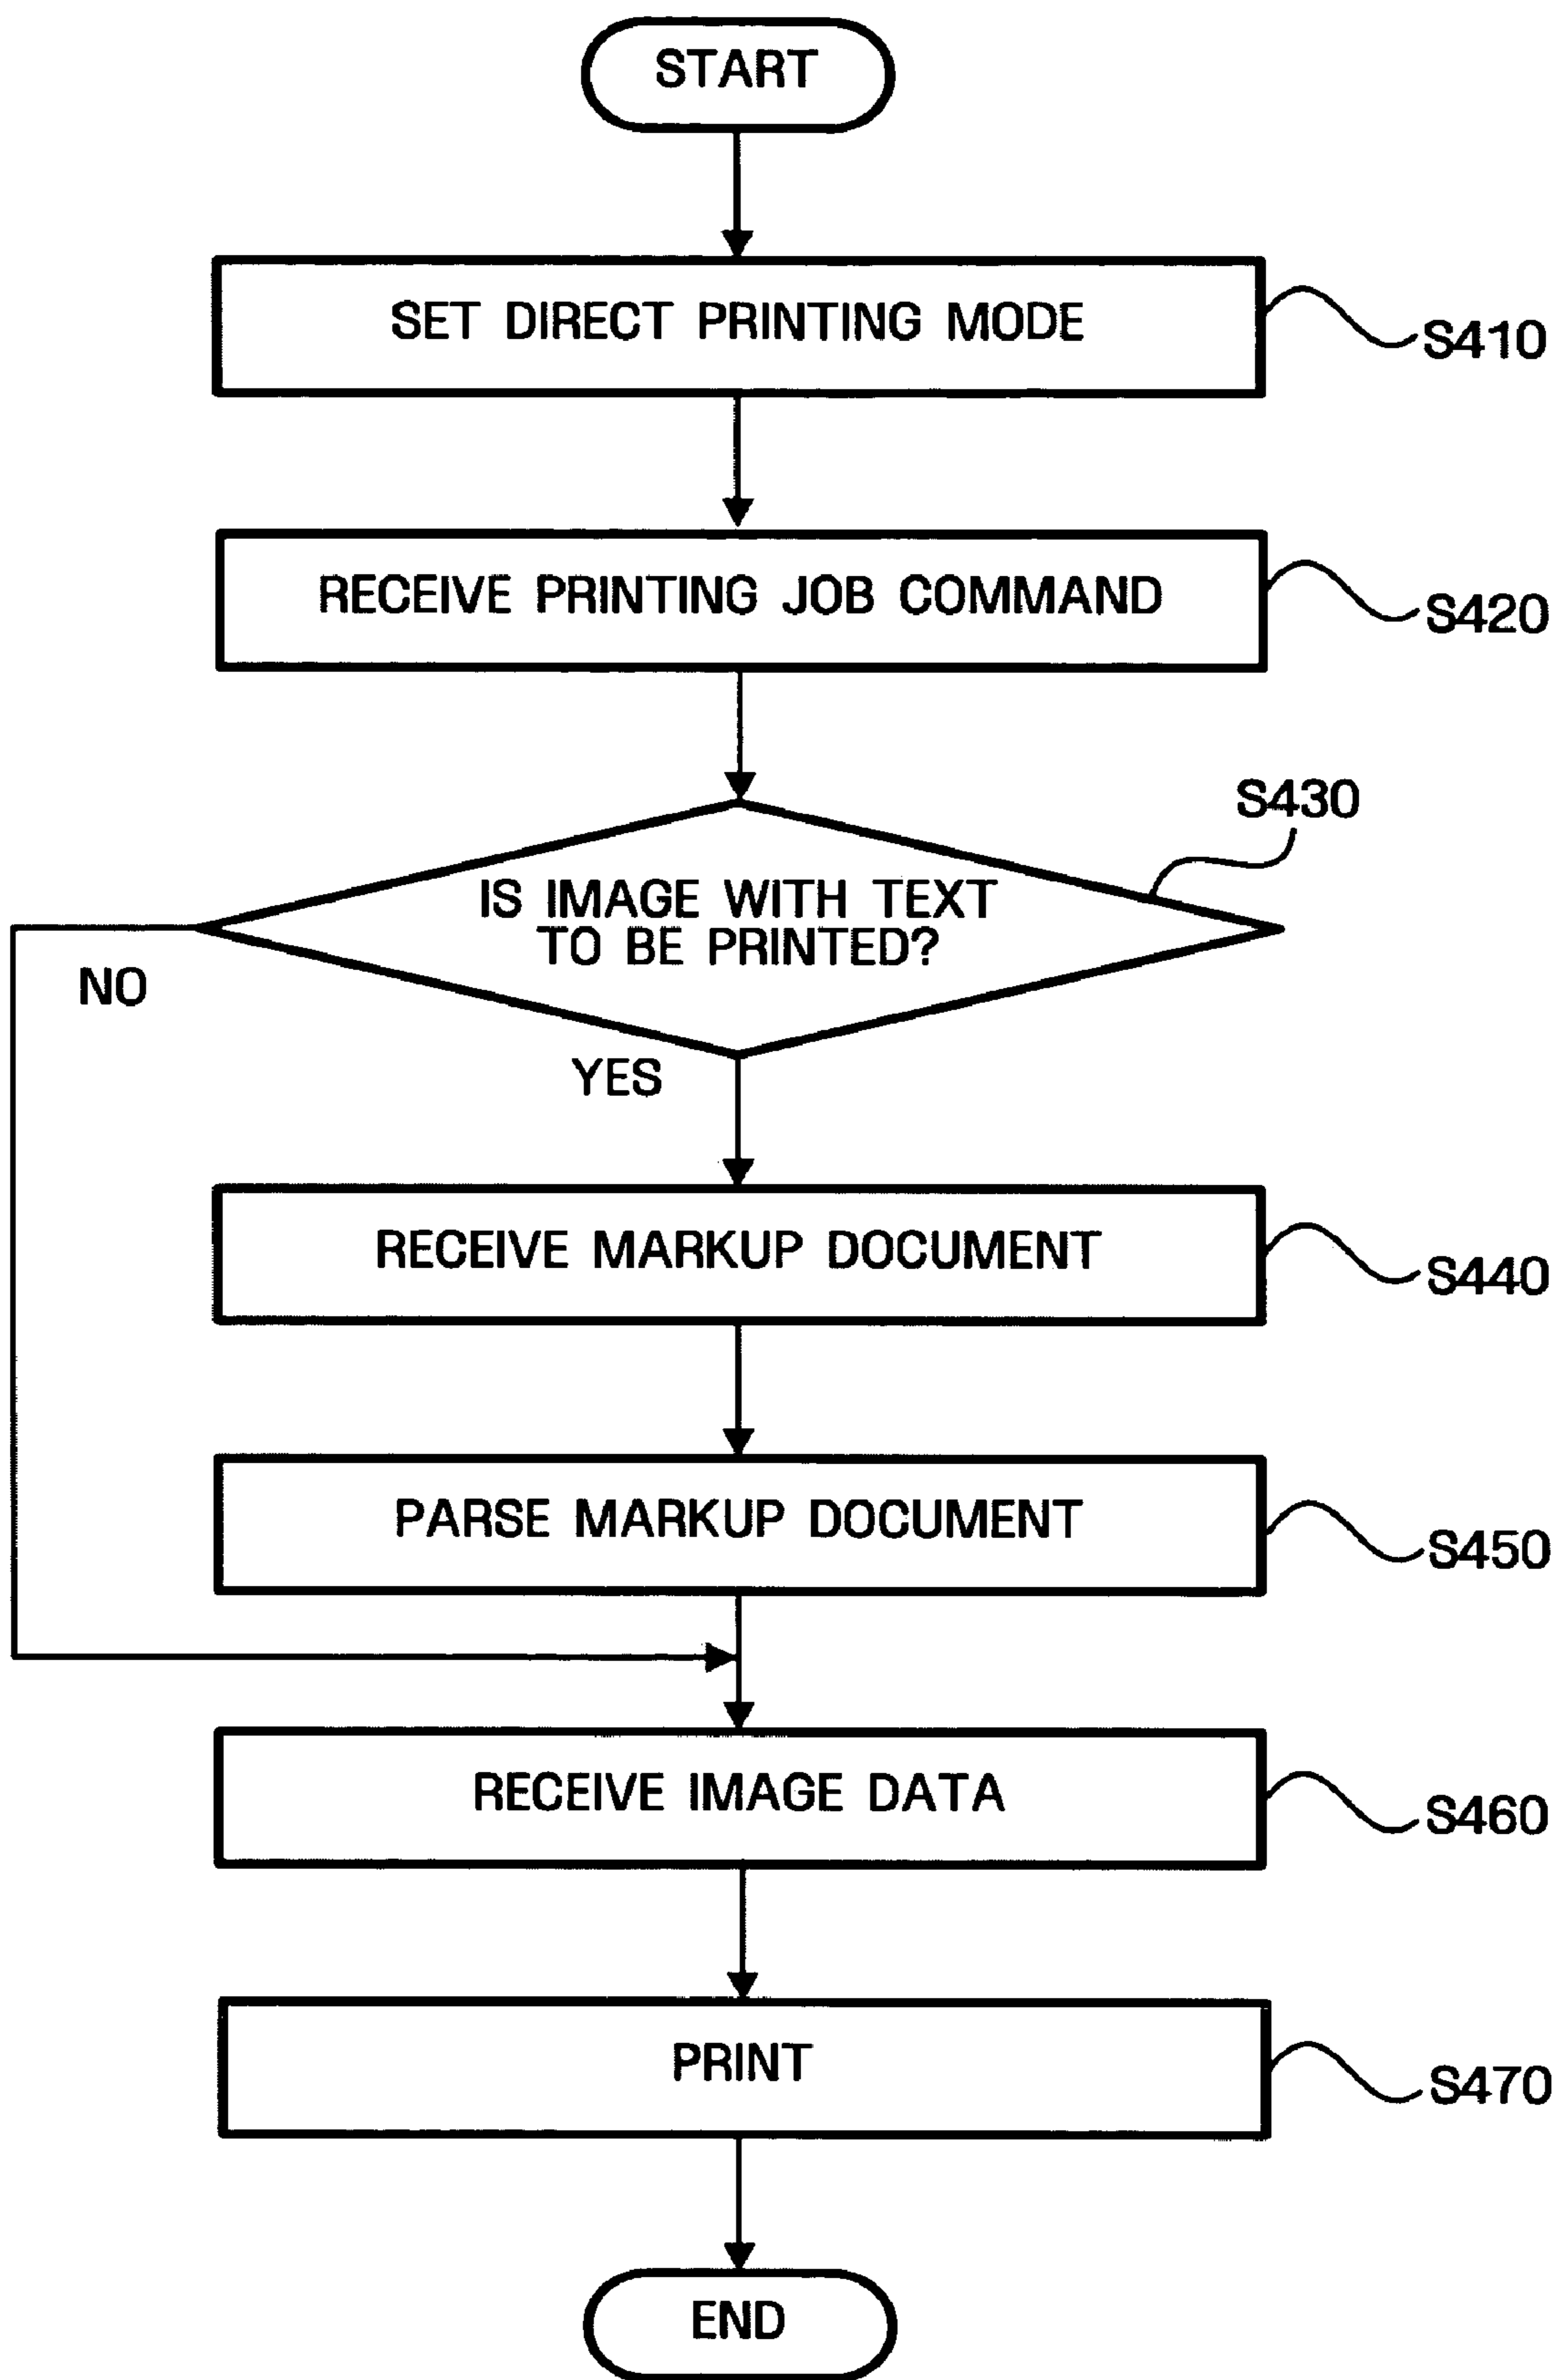 START
SET DIRECT PRINTING MODE
S410
RECEIVE PRINTING JOB COMMAND
S420
S430
IS IMAGE WITH TEXT
TO BE PRINTED?
NO
YES
RECEIVE MARKUP DOCUMENT
S440
PARSE MARKUP DOCUMENT
S450
RECEIVE IMAGE DATA
S460
PRINT
S470
END